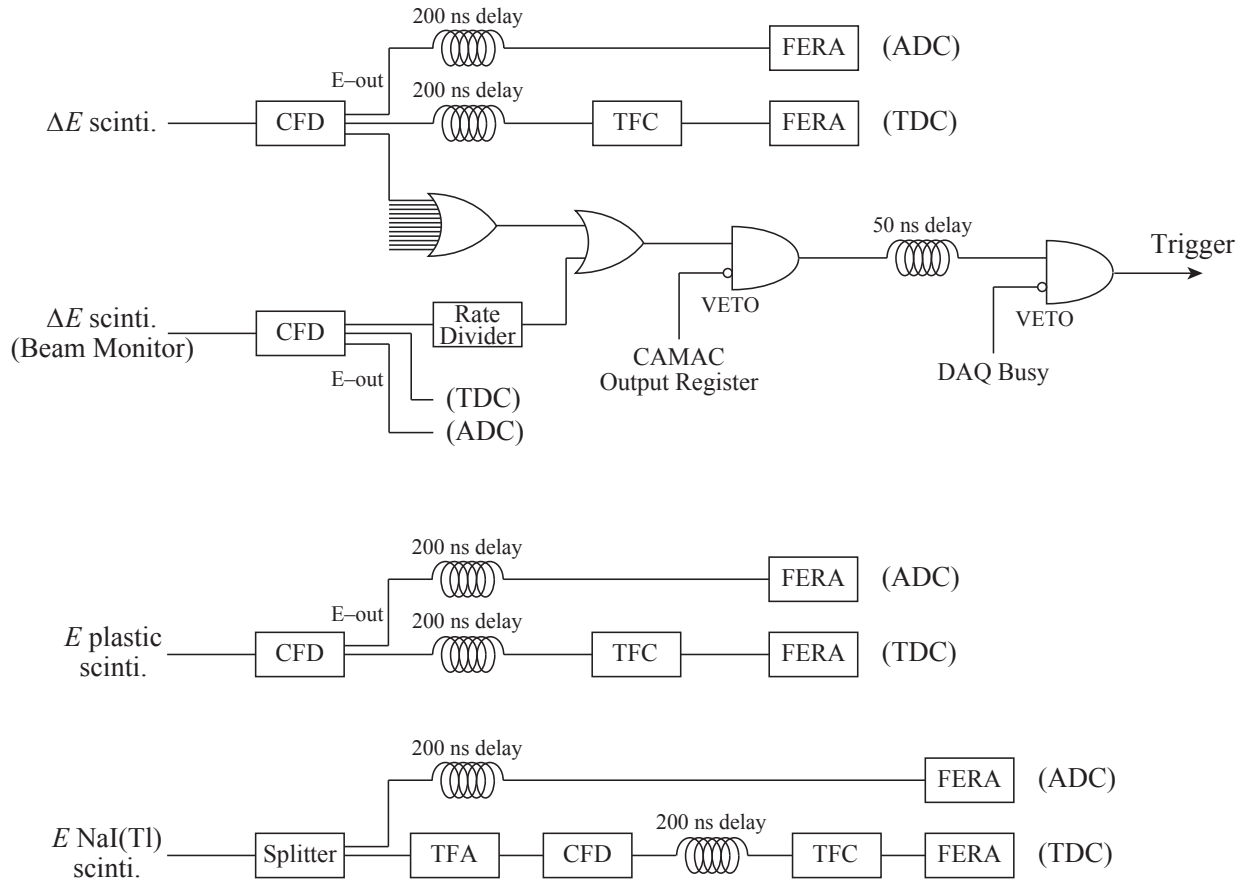 200 ns delay
FERA (ADC)
E–out
200 ns delay
ΔE scinti. CFD TFC FERA (TDC)
50 ns delay
Trigger
ΔE scinti.
(Beam Monitor)
CFD
Rate
Divider
VETO
VETO
E–out
CAMAC
Output Register
DAQ Busy
(TDC)
(ADC)
200 ns delay
FERA (ADC)
E–out
200 ns delay
E plastic
scinti.
CFD TFC FERA (TDC)
200 ns delay
FERA (ADC)
200 ns delay
E NaI(Tl)
scinti.
Splitter TFA CFD TFC FERA (TDC)